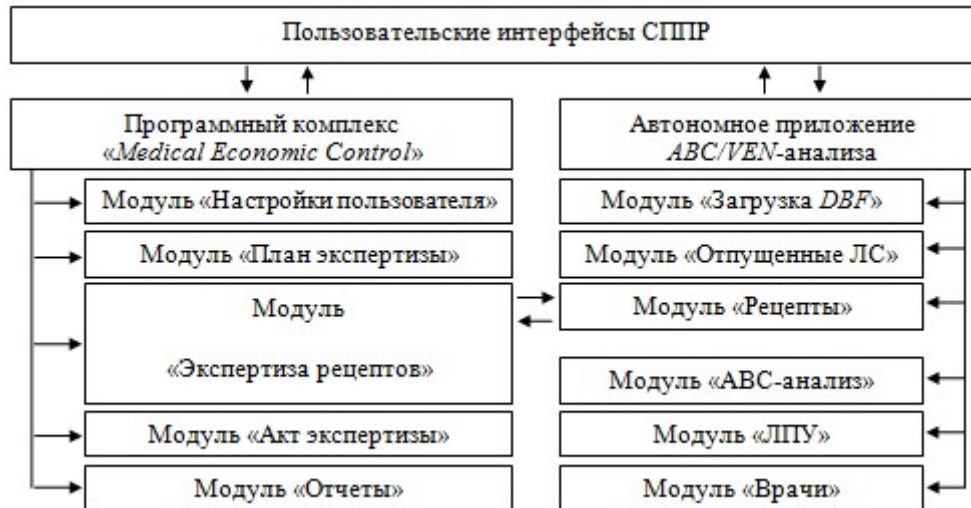 Пользовательские интерфейсы СППР
Программный комплекс
«Medical Economic Control»
Модуль «Настройки пользователя»
Модуль «План экспертизы»
Модуль
«Экспертиза рецептов»
Модуль «Акт экспертизы»
Модуль «Отчеты»
Автономное приложение
ABC/VEN-анализа
Модуль «Загрузка DBF»
Модуль «Отпущенные ЛС»
Модуль «Рецепты»
Модуль «АВС-анализ»
Модуль «ЛПУ»
Модуль «Врачи»